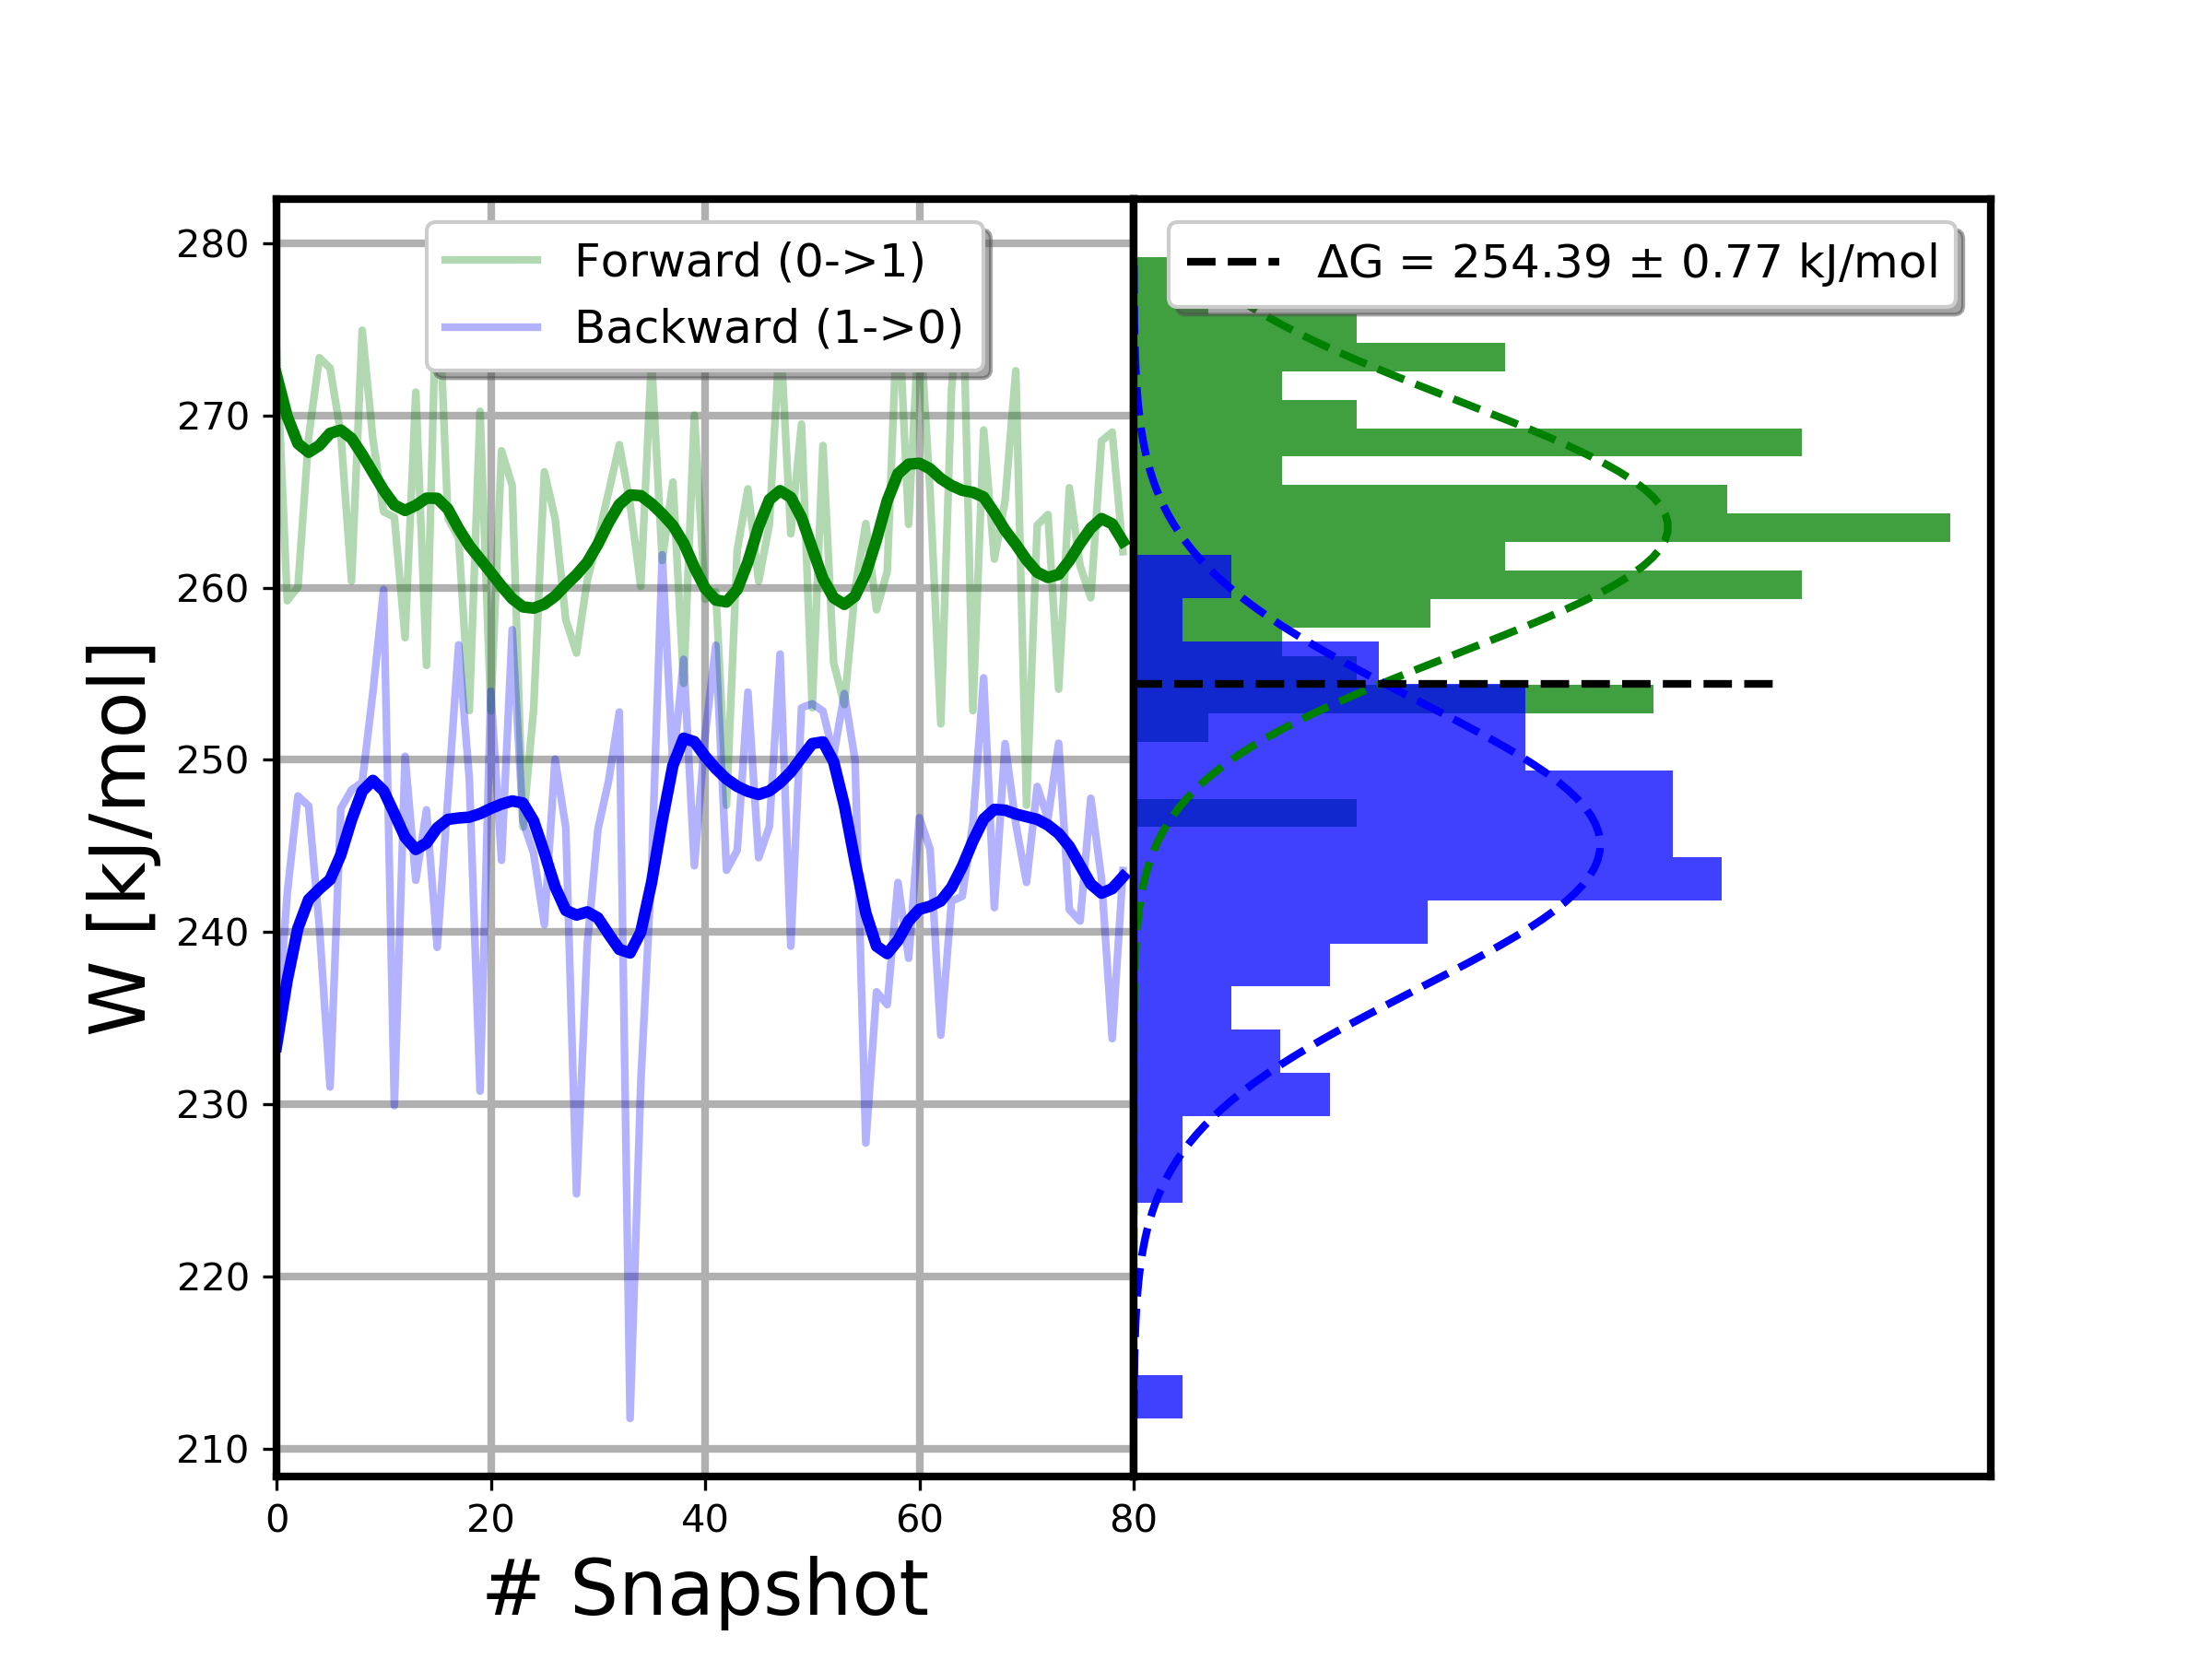 Forward (0->1)
Backward (1->0)
ΔG = 254.39 ± 0.77 kJ/mol
W [kJ/mol]
280
270
260
250
240
230
220
210
0 20 40 60 80
# Snapshot